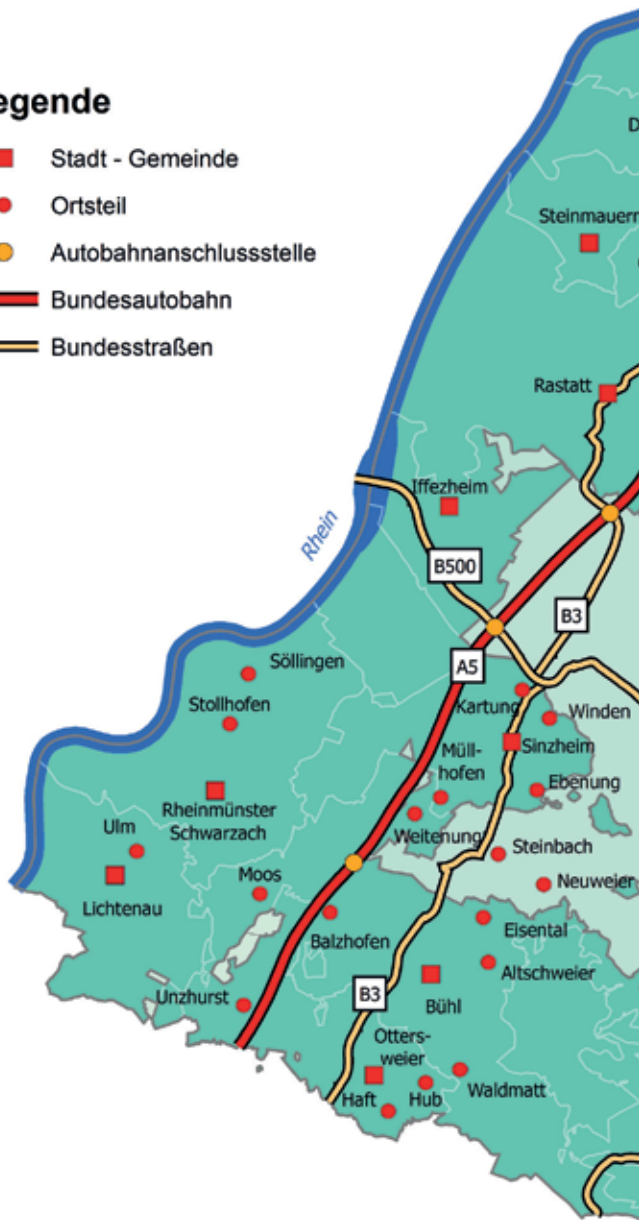 egende
Stadt - Gemeinde
Ortsteil
Autobahnanschlussstelle
Bundesautobahn
Bundesstraßen
D
Steinmauern
Rastatt
Iffezheim
Rhein
B500
B3
A5
Söllingen
Kartung
Winden
Stollhofen
Sinzheim
Müll-
hofen
Ebenung
Rheinmünster
Schwarzach
Weitenung
Ulm
Steinbach
Moos
Neuweier
Lichtenau
Balzhofen
Eisental
Altschweier
Unzhurst
B3
Bühl
Otters-
weier
Waldmatt
Haft
Hub